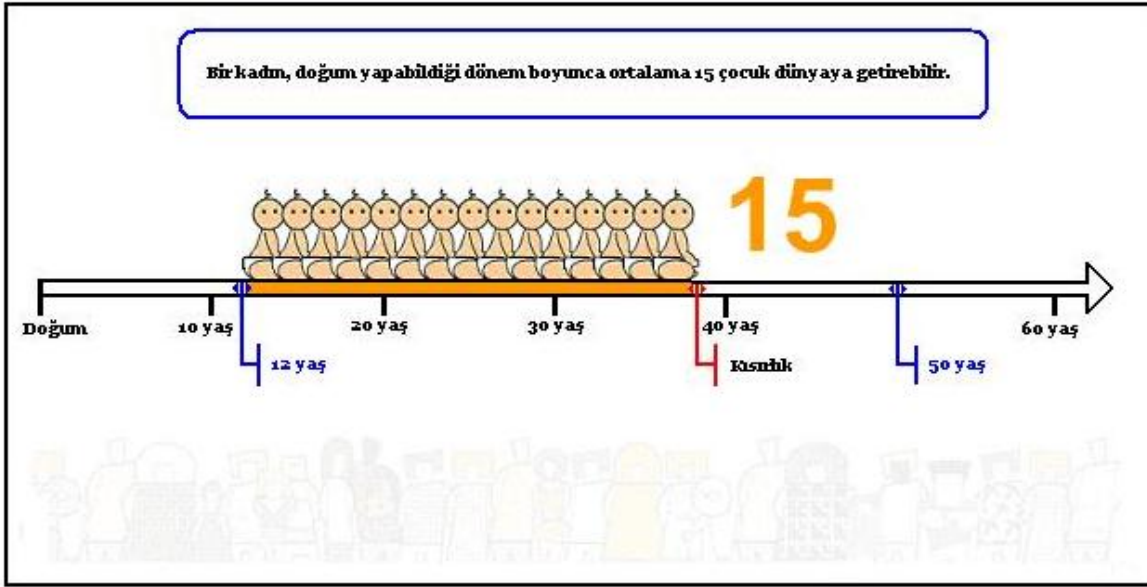 Bir kadın, doğum yapabildiği dönem boyunca ortalama 15 çocuk dünyaya getirebilir.
15
Doğum
10 yaş
20 yaş
30 yaş
40 yaş
60 yaş
12 yaş
Kısırlık
50 yaş